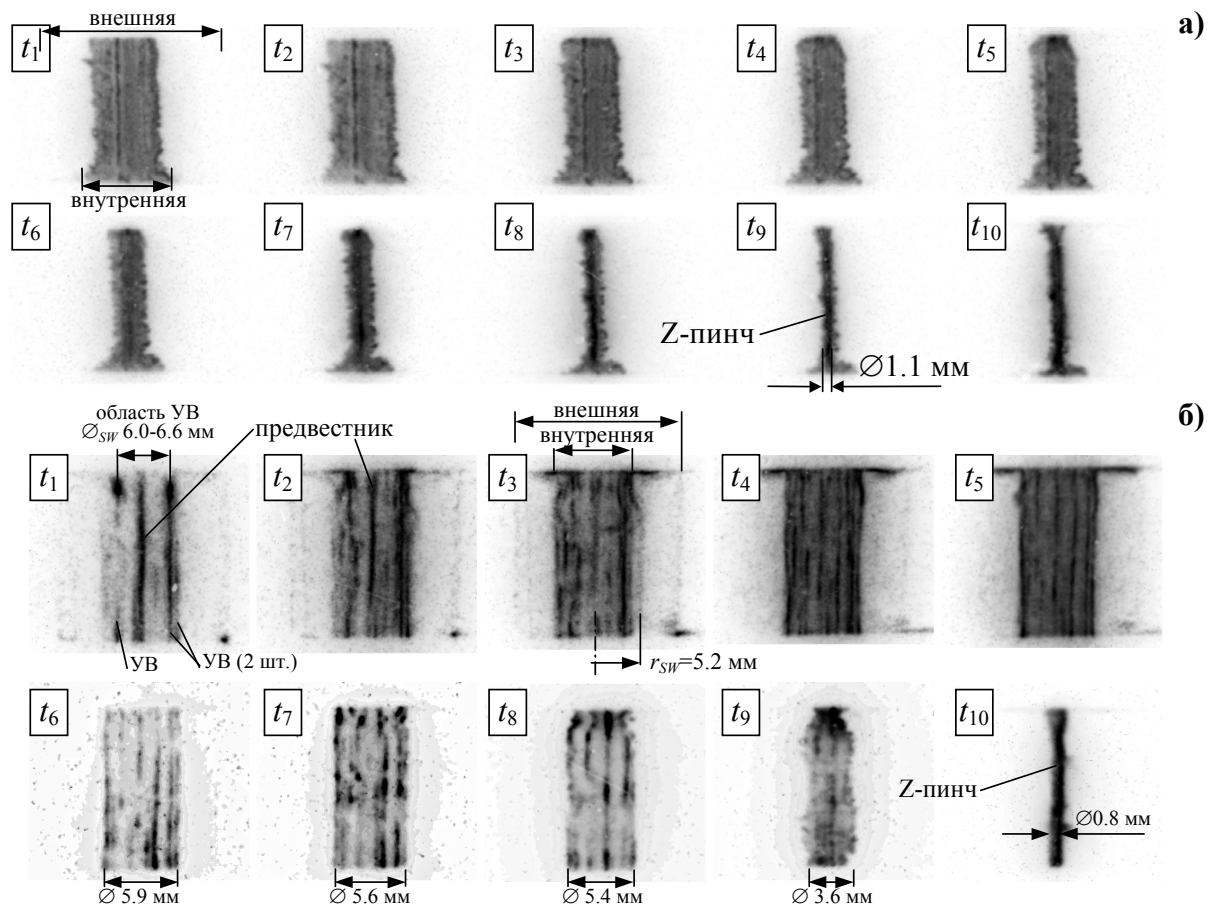 внешняя
а)
t₁
t₂
t₃
t₄
t₅
внутренняя
t₆
t₇
t₈
t₉
t₁₀
Z-пинч
∅1.1 мм
б)
область УВ
∅SW 6.0-6.6 мм
предвестник
внешняя
внутренняя
t₁
t₂
t₃
t₄
t₅
УВ
УВ (2 шт.)
rSW=5.2 мм
t₆
t₇
t₈
t₉
t₁₀
Z-пинч
∅0.8 мм
∅ 5.9 мм
∅ 5.6 мм
∅ 5.4 мм
∅ 3.6 мм